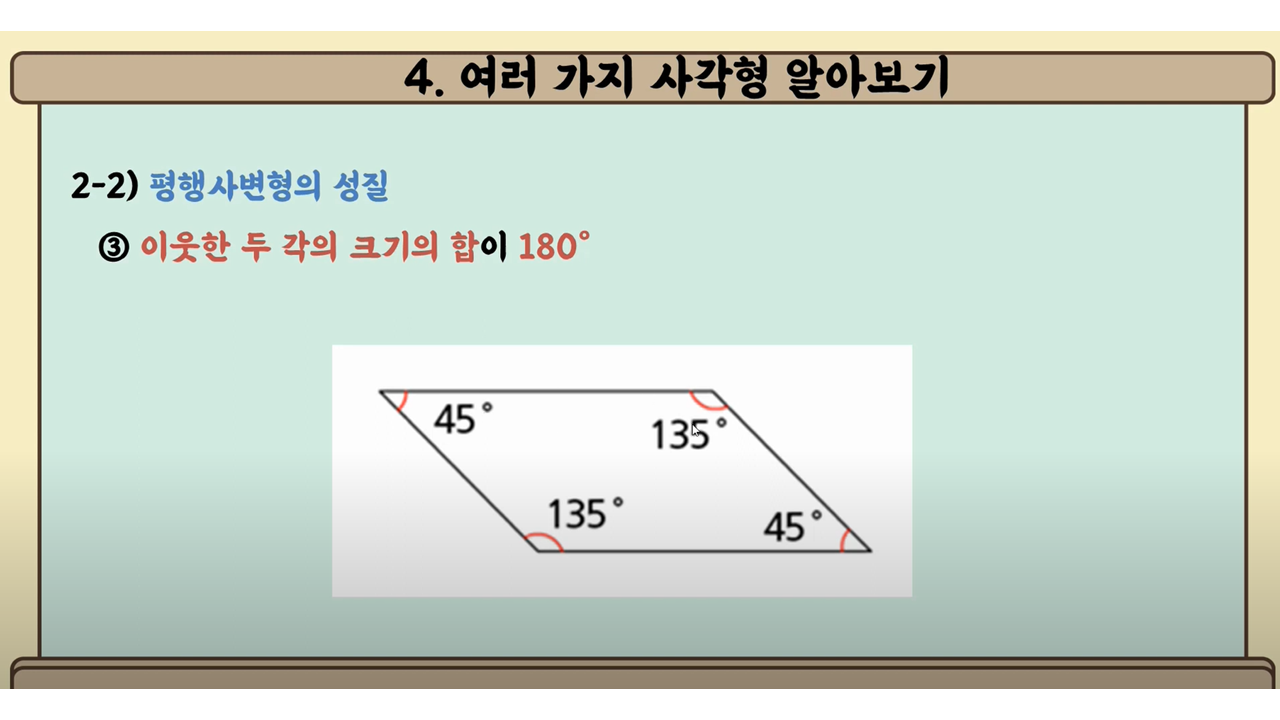 4. 여러 가지 사각형 알아보기
2-2) 평행사변형의 성질
③ 이웃한 두 각의 크기의 합이 180°
45°
135°
135°
45°